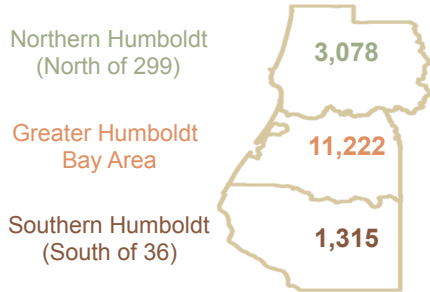 Northern Humboldt
(North of 299)
3,078
Greater Humboldt
Bay Area
11,222
Southern Humboldt
(South of 36)
1,315